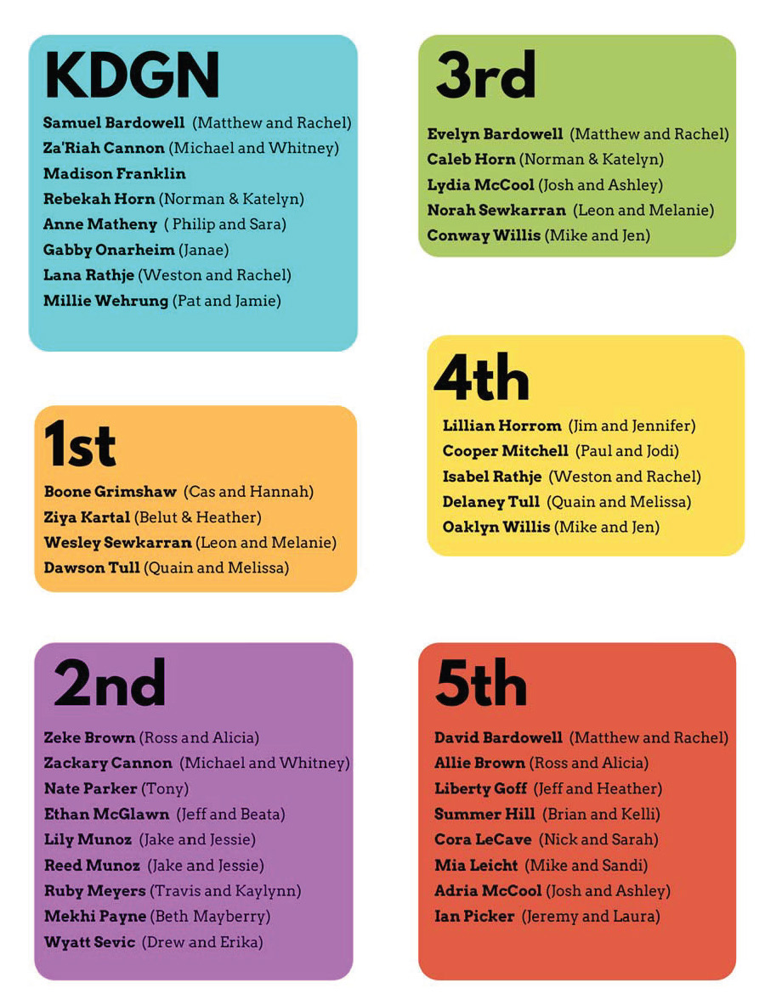 KDGN
Samuel Bardowell (Matthew and Rachel)
Za'Riah Cannon (Michael and Whitney)
Madison Franklin
Rebekah Horn (Norman & Katelyn)
Anne Matheny ( Philip and Sara)
Gabby Onarheim (Janae)
Lana Rathje (Weston and Rachel)
Millie Wehrung (Pat and Jamie)
1st
Boone Grimshaw (Cas and Hannah)
Ziya Kartal (Belut & Heather)
Wesley Sewkarran (Leon and Melanie)
Dawson Tull (Quain and Melissa)
2nd
Zeke Brown (Ross and Alicia)
Zackary Cannon (Michael and Whitney)
Nate Parker (Tony)
Ethan McGlawn (Jeff and Beata)
Lily Munoz (Jake and Jessie)
Reed Munoz (Jake and Jessie)
Ruby Meyers (Travis and Kaylynn)
Mekhi Payne (Beth Mayberry)
Wyatt Sevic (Drew and Erika)
3rd
Evelyn Bardowell (Matthew and Rachel)
Caleb Horn (Norman & Katelyn)
Lydia McCool (Josh and Ashley)
Norah Sewkarran (Leon and Melanie)
Conway Willis (Mike and Jen)
4th
Lillian Horrom (Jim and Jennifer)
Cooper Mitchell (Paul and Jodi)
Isabel Rathje (Weston and Rachel)
Delaney Tull (Quain and Melissa)
Oaklyn Willis (Mike and Jen)
5th
David Bardowell (Matthew and Rachel)
Allie Brown (Ross and Alicia)
Liberty Goff (Jeff and Heather)
Summer Hill (Brian and Kelli)
Cora LeCave (Nick and Sarah)
Mia Leicht (Mike and Sandi)
Adria McCool (Josh and Ashley)
Ian Picker (Jeremy and Laura)